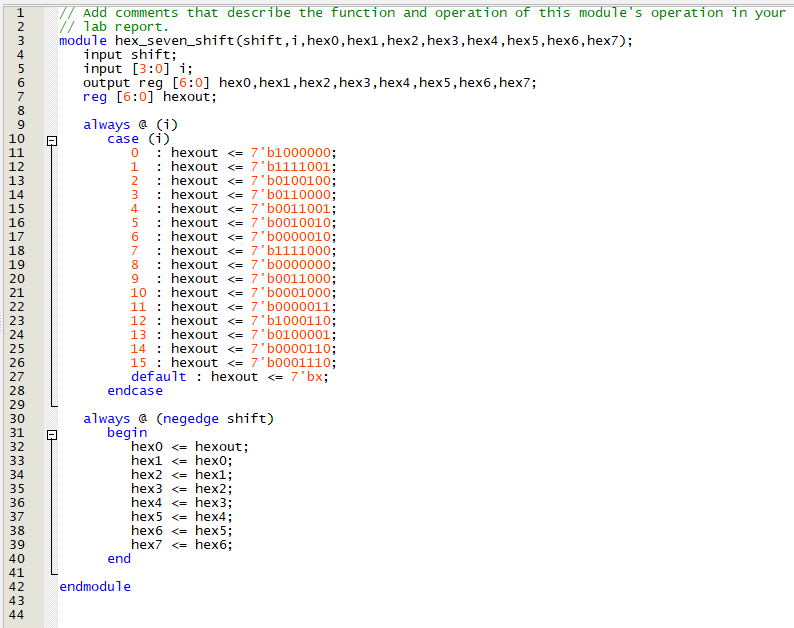 1 // Add comments that describe the function and operation of this module's operation in your
2 // lab report.
3 module hex_seven_shift(shift,i,hex0,hex1,hex2,hex3,hex4,hex5,hex6,hex7);
4 input shift;
5 input [3:0] i;
6 output reg [6:0] hex0,hex1,hex2,hex3,hex4,hex5,hex6,hex7;
7 reg [6:0] hexout;
8
9 always @ (i)
10 case (i)
11 0 : hexout <= 7'b1000000;
12 1 : hexout <= 7'b1111001;
13 2 : hexout <= 7'b0100100;
14 3 : hexout <= 7'b0110000;
15 4 : hexout <= 7'b0011001;
16 5 : hexout <= 7'b0010010;
17 6 : hexout <= 7'b0000010;
18 7 : hexout <= 7'b1111000;
19 8 : hexout <= 7'b0000000;
20 9 : hexout <= 7'b0011000;
21 10 : hexout <= 7'b0001000;
22 11 : hexout <= 7'b0000011;
23 12 : hexout <= 7'b1000110;
24 13 : hexout <= 7'b0100001;
25 14 : hexout <= 7'b0000110;
26 15 : hexout <= 7'b0001110;
27 default : hexout <= 7'bx;
28 endcase
29
30 always @ (negedge shift)
31 begin
32 hex0 <= hexout;
33 hex1 <= hex0;
34 hex2 <= hex1;
35 hex3 <= hex2;
36 hex4 <= hex3;
37 hex5 <= hex4;
38 hex6 <= hex5;
39 hex7 <= hex6;
40 end
41
42 endmodule
43
44